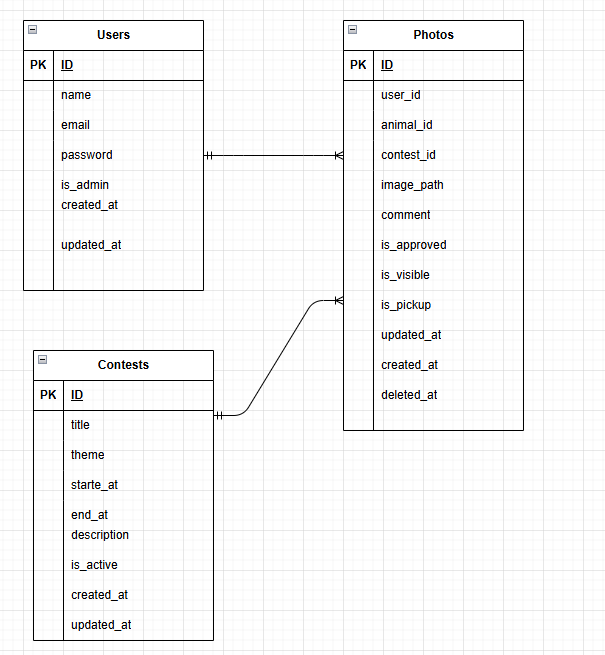 Users
PK ID
name
email
password
is_admin
created_at
updated_at
Photos
PK ID
user_id
animal_id
contest_id
image_path
comment
is_approved
is_visible
is_pickup
updated_at
created_at
deleted_at
Contests
PK ID
title
theme
starte_at
end_at
description
is_active
created_at
updated_at